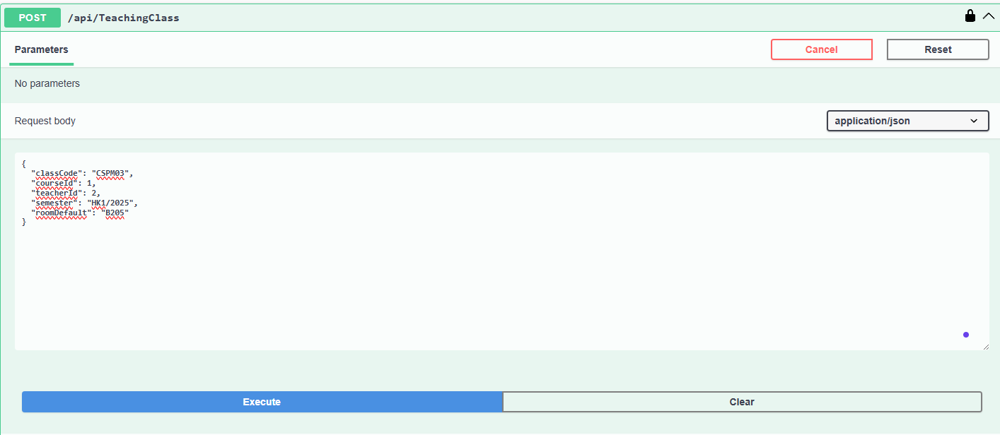 POST /api/TeachingClass
Parameters
Cancel
Reset
No parameters
Request body
application/json
{
  "classCode": "CSPM03",
  "courseId": 1,
  "teacherId": 2,
  "semester": "HK1/2025",
  "roomDefault": "B205"
}
Execute
Clear